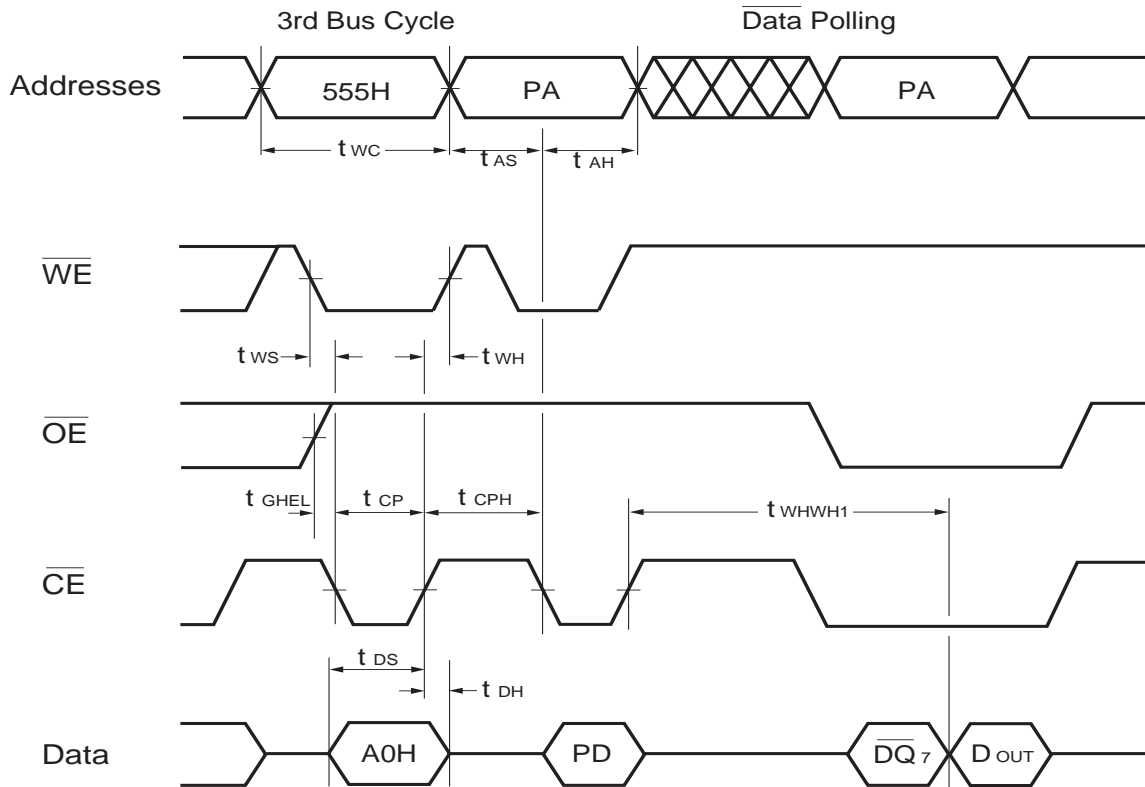 3rd Bus Cycle
Data Polling
Addresses
555H
PA
PA
t WC
t AS
t AH
WE
t WS
t WH
OE
t GHEL
t CP
t CPH
t WHWH1
CE
t DS
t DH
Data
A0H
PD
DQ 7
D OUT